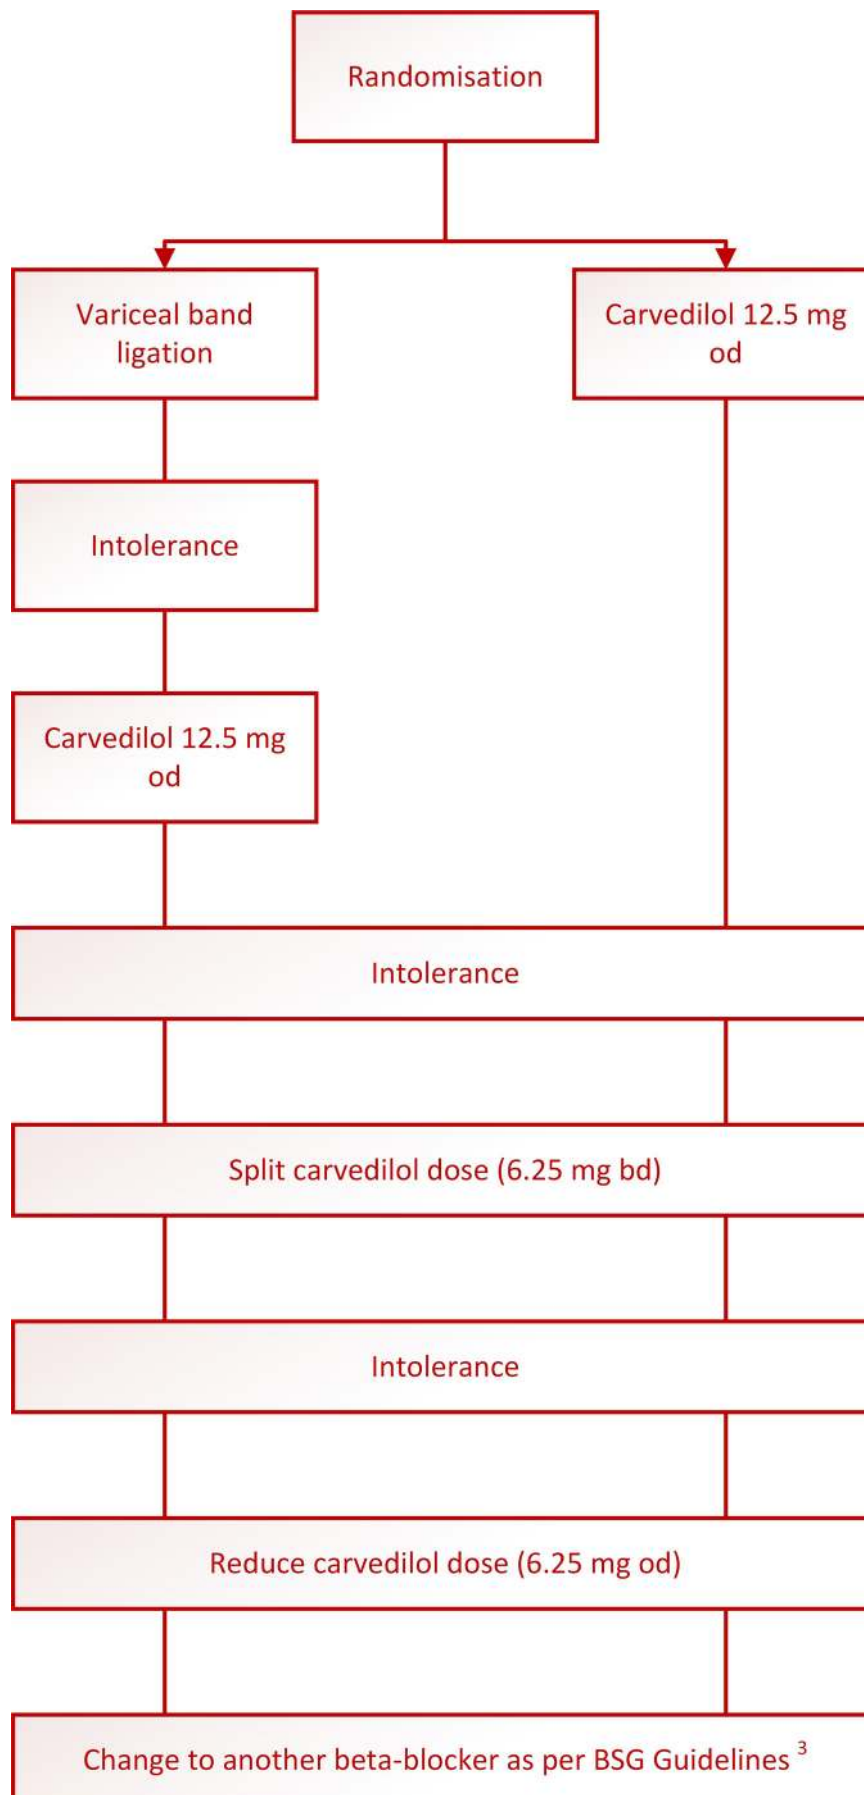 Randomisation
Variceal band
ligation
Carvedilol 12.5 mg
od
Intolerance
Carvedilol 12.5 mg
od
Intolerance
Split carvedilol dose (6.25 mg bd)
Intolerance
Reduce carvedilol dose (6.25 mg od)
Change to another beta-blocker as per BSG Guidelines ³